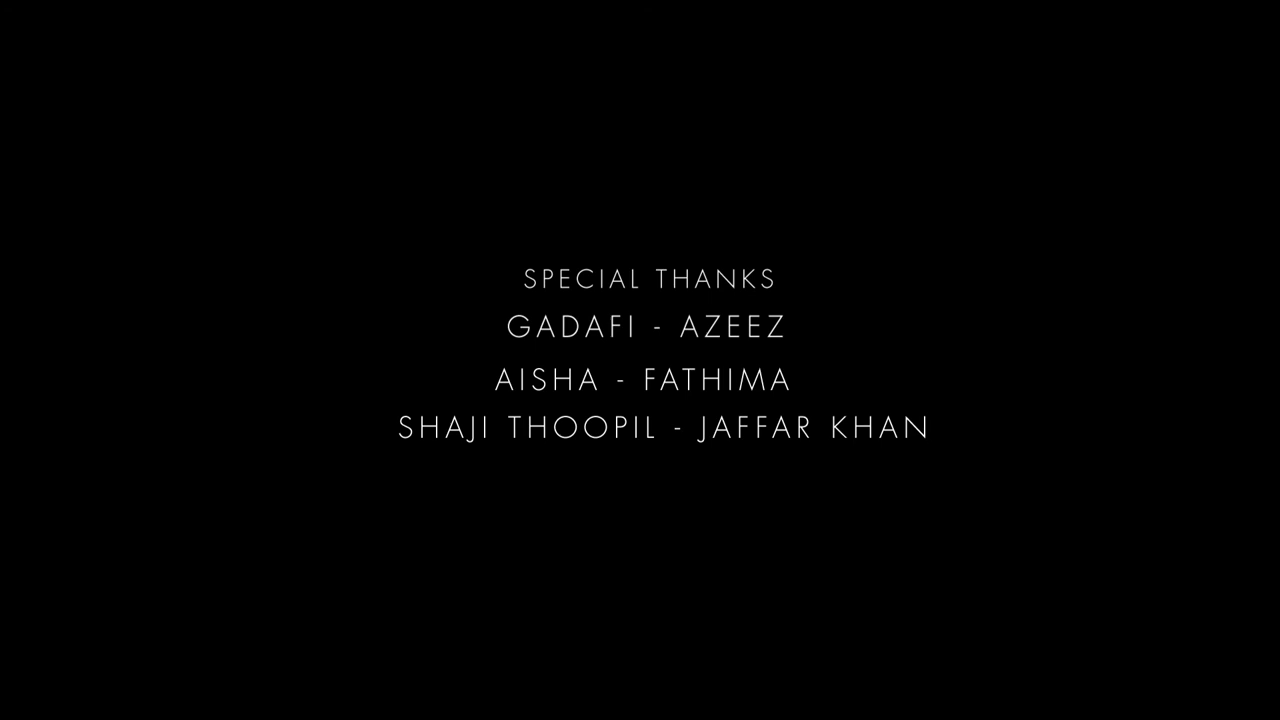 SPECIAL THANKS
GADAFI - AZEEZ
AISHA - FATHIMA
SHAJI THOOPIL - JAFFAR KHAN